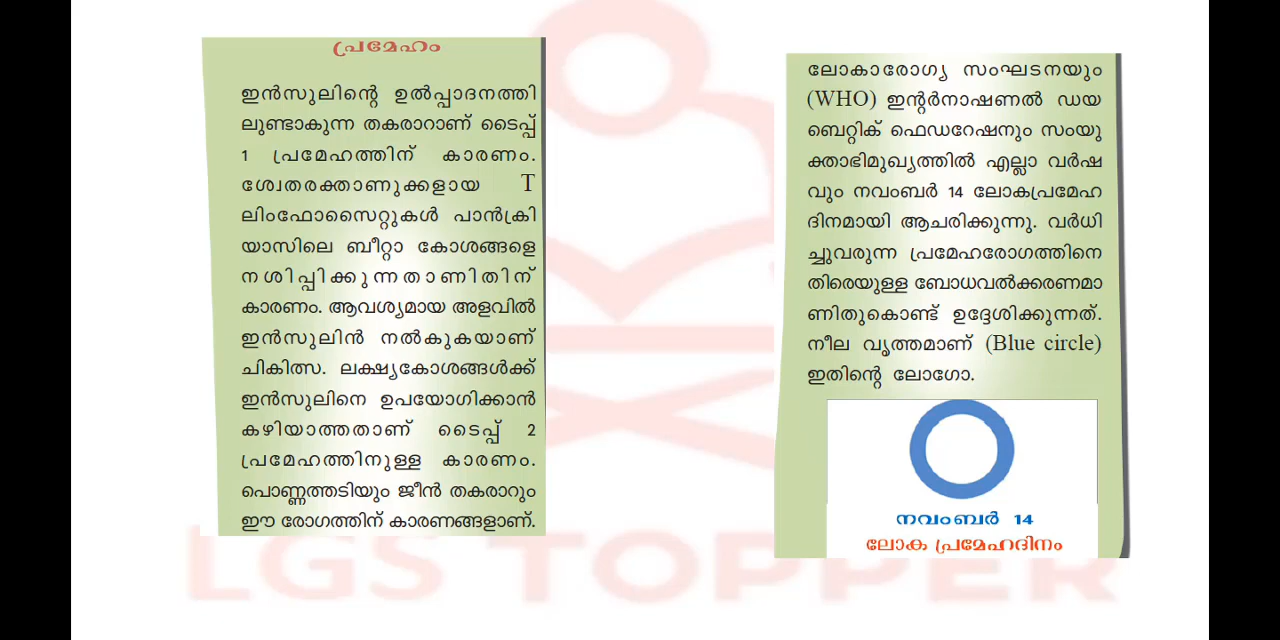 പ്രമേഹം
ഇൻസുലിന്റെ ഉൽപ്പാദനത്തി
ലുണ്ടാകുന്ന തകരാറാണ് ടൈപ്പ്
1 പ്രമേഹത്തിന് കാരണം.
ശ്വേതരക്താണുക്കളായ T
ലിംഫോസൈറ്റുകൾ പാൻക്രി
യാസിലെ ബീറ്റാ കോശങ്ങളെ
നശിപ്പിക്കുന്നതാണിതിന്
കാരണം. ആവശ്യമായ അളവിൽ
ഇൻസുലിൻ നൽകുകയാണ്
ചികിത്സ. ലക്ഷ്യകോശങ്ങൾക്ക്
ഇൻസുലിനെ ഉപയോഗിക്കാൻ
കഴിയാത്തതാണ് ടൈപ്പ് 2
പ്രമേഹത്തിനുള്ള കാരണം.
പൊണ്ണത്തടിയും ജീൻ തകരാറും
ഈ രോഗത്തിന് കാരണങ്ങളാണ്.
ലോകാരോഗ്യ സംഘടനയും
(WHO) ഇന്റർനാഷണൽ ഡയ
ബെറ്റിക് ഫെഡറേഷനും സംയു
ക്താഭിമുഖ്യത്തിൽ എല്ലാ വർഷ
വും നവംബർ 14 ലോകപ്രമേഹ
ദിനമായി ആചരിക്കുന്നു. വർധി
ച്ചുവരുന്ന പ്രമേഹരോഗത്തിനെ
തിരെയുള്ള ബോധവൽക്കരണമാ
ണിതുകൊണ്ട് ഉദ്ദേശിക്കുന്നത്.
നീല വൃത്തമാണ് (Blue circle)
ഇതിന്റെ ലോഗോ.
നവംബർ 14
ലോക പ്രമേഹദിനം
LGS TOPPER